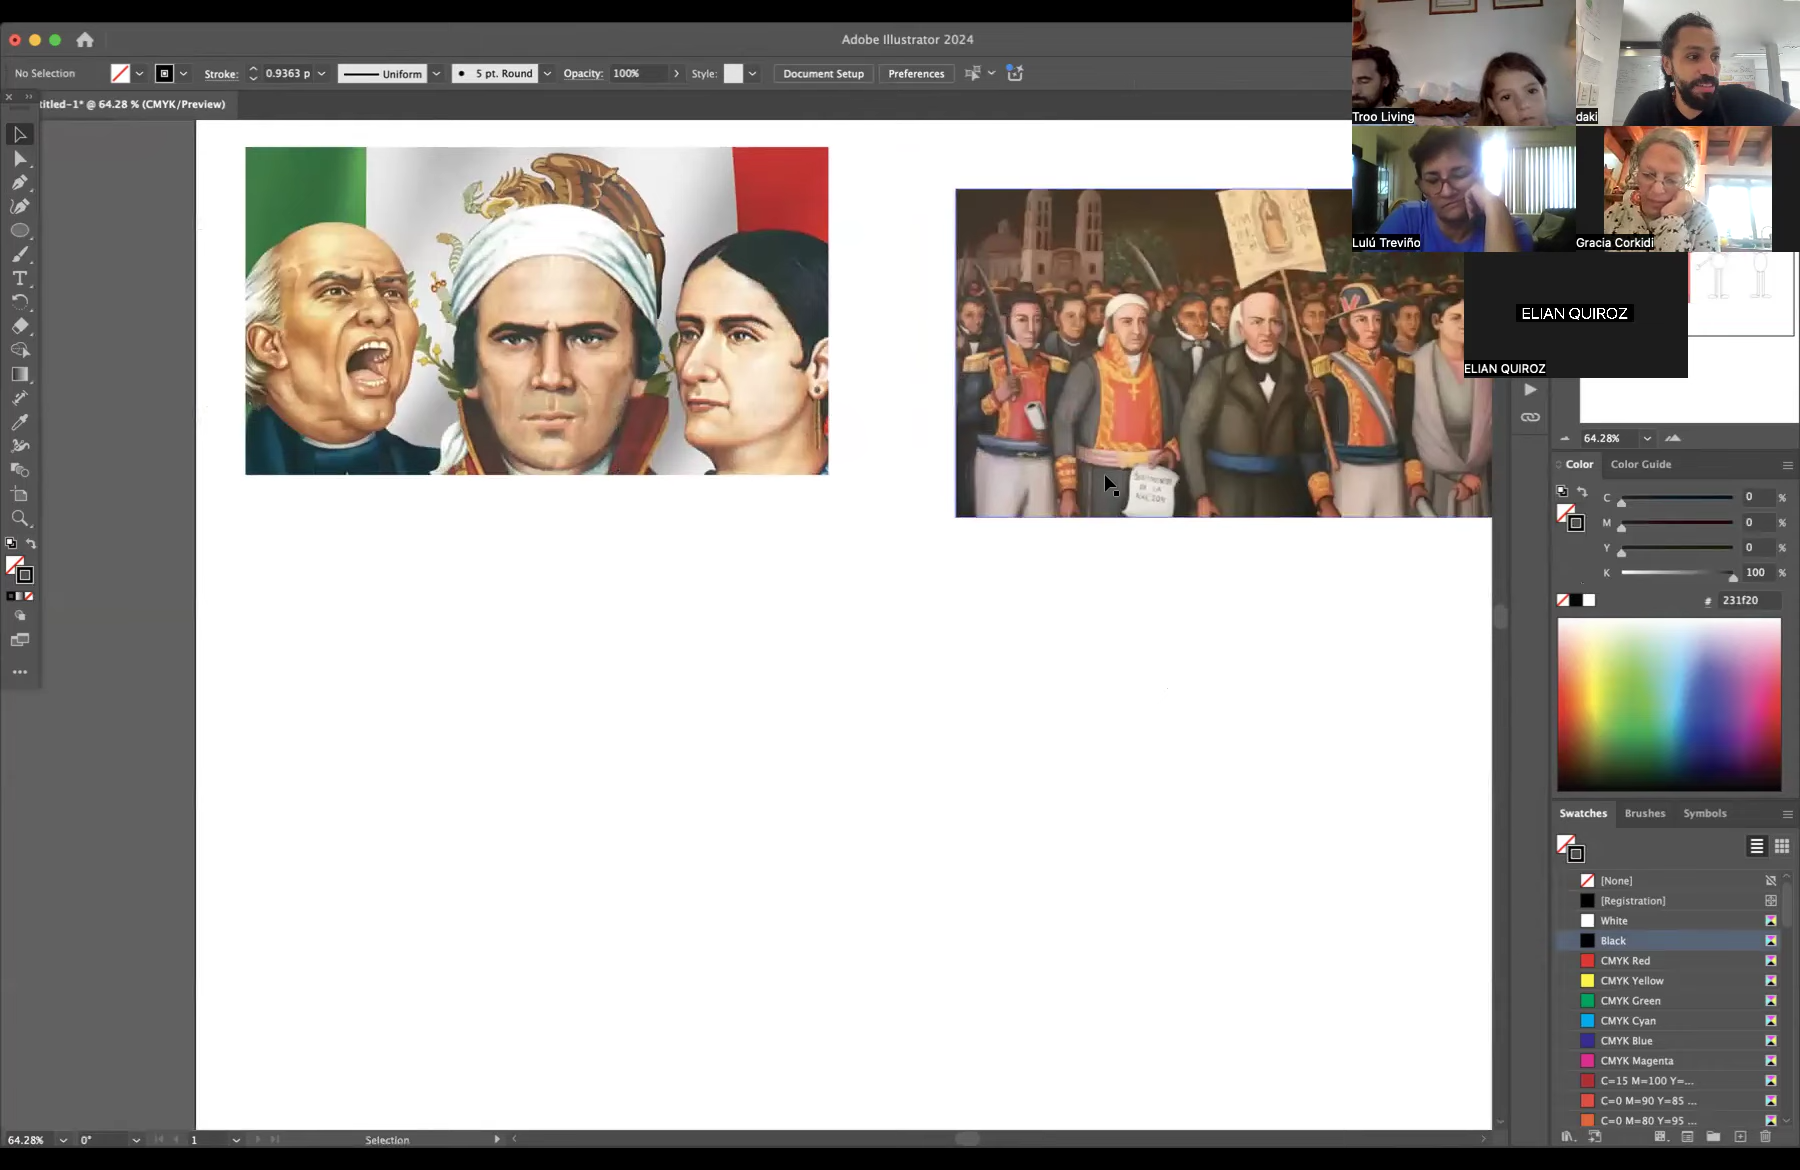 Adobe Illustrator 2024
No Selection
Stroke:
0.9363 p
Uniform
5 pt. Round
Opacity:
100%
Style:
Document Setup
Preferences
titled-1* @ 64.28 % (CMYK/Preview)
Troo Living
daki
Lulú Treviño
Gracia Corkidi
ELIAN QUIROZ
ELIAN QUIROZ
DE LA
64.28%
Color
Color Guide
C
0
%
M
0
%
Y
0
%
K
100
%
# 231f20
Swatches
Brushes
Symbols
[None]
[Registration]
White
Black
CMYK Red
CMYK Yellow
CMYK Green
CMYK Cyan
CMYK Blue
CMYK Magenta
C=15 M=100 Y=...
C=0 M=90 Y=85 ...
C=0 M=80 Y=95 ...
64.28%
0°
1
Selection